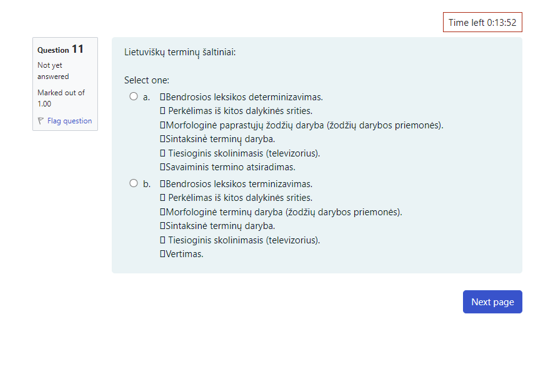 Time left 0:13:52
Question 11
Not yet
answered
Marked out of
1.00
Flag question
Lietuviškų terminų šaltiniai:
Select one:
a. Bendrosios leksikos determinizavimas.
Perkėlimas iš kitos dalykinės srities.
Morfologinė paprastųjų žodžių daryba (žodžių darybos priemonės).
Sintaksinė terminų daryba.
Tiesioginis skolinimasis (televizorius).
Savaiminis termino atsiradimas.
b. Bendrosios leksikos terminizavimas.
Perkėlimas iš kitos dalykinės srities.
Morfologinė terminų daryba (žodžių darybos priemonės).
Sintaksinė terminų daryba.
Tiesioginis skolinimasis (televizorius).
Vertimas.
Next page